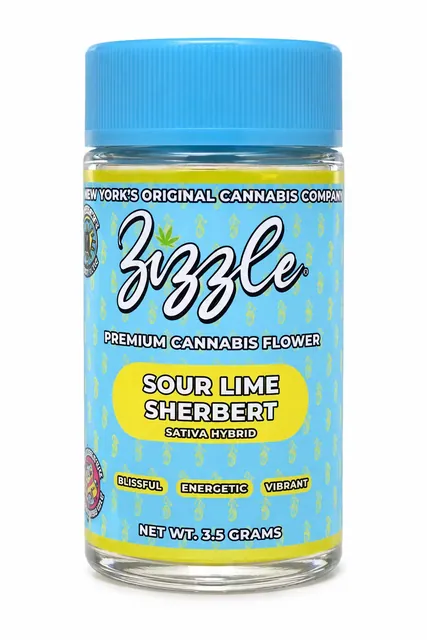 NEW YORK'S ORIGINAL CANNABIS COMPANY
Zizzle®
PREMIUM CANNABIS FLOWER
SOUR LIME
SHERBERT
SATIVA HYBRID
BLISSFUL ENERGETIC VIBRANT
NET WT. 3.5 GRAMS